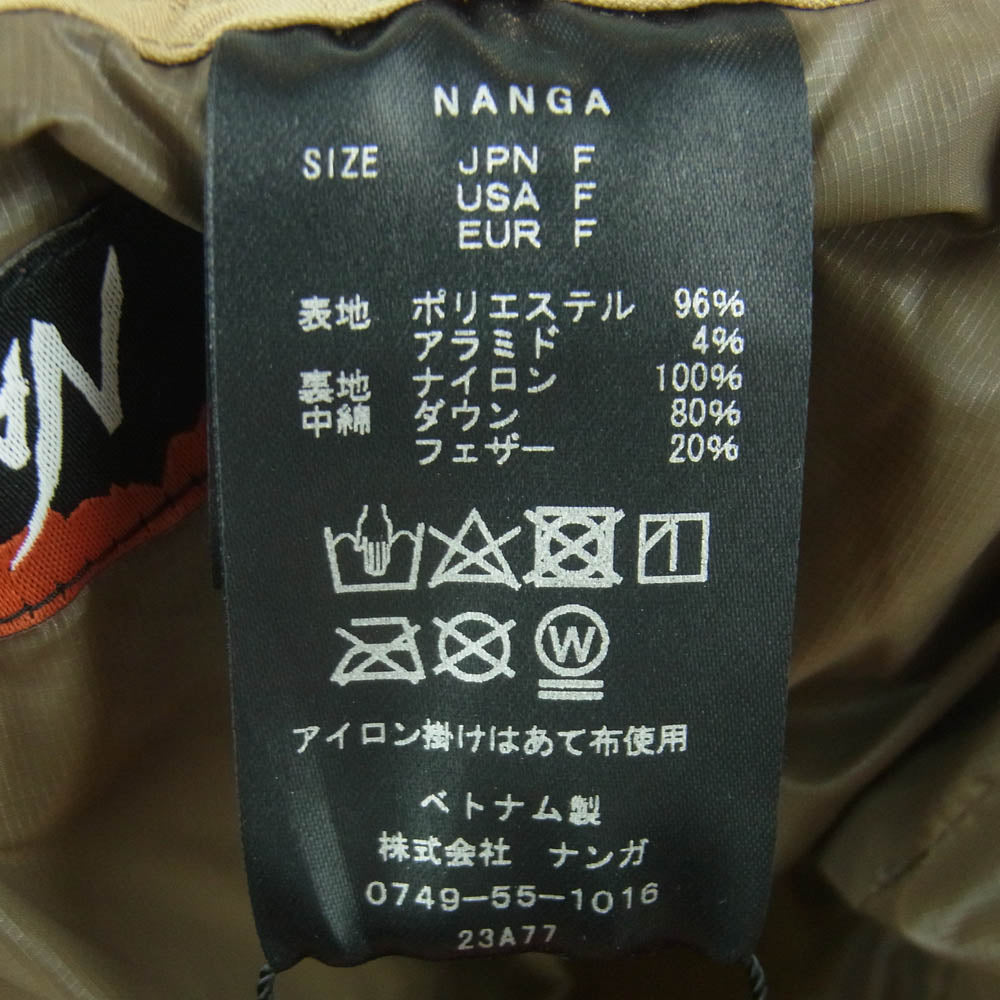 NANGA
SIZE JPN F
USA F
EUR F
表地 ポリエステル 96%
アラミド 4%
裏地 ナイロン 100%
中綿 ダウン 80%
フェザー 20%
W
アイロン掛けはあて布使用
ベトナム製
株式会社 ナンガ
0749-55-1016
23A77